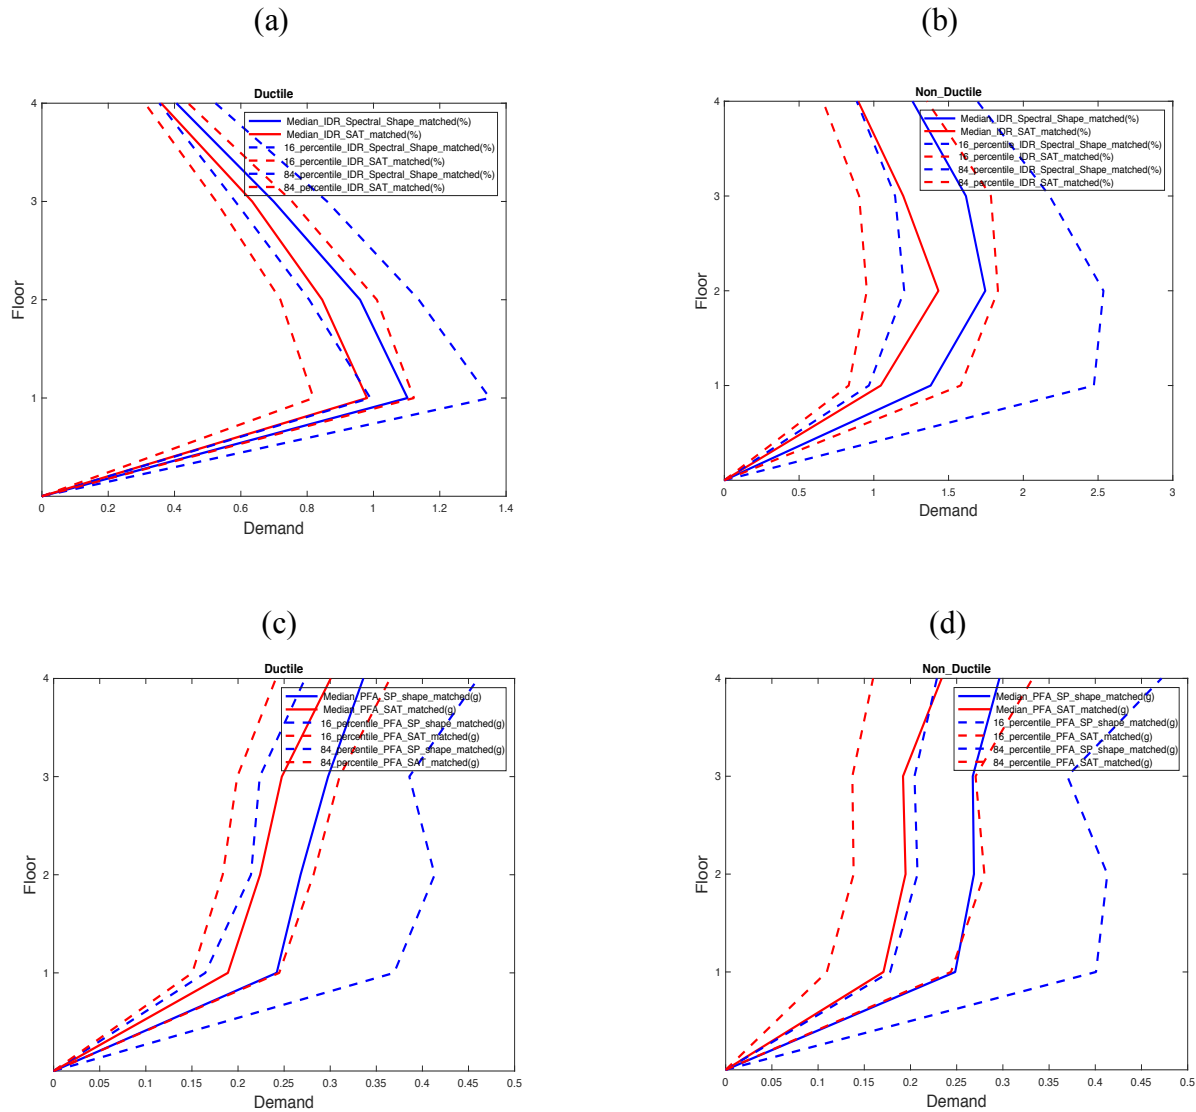 (a)
Ductile
Median_IDR_Spectral_Shape_matched(%)
Median_IDR_SAT_matched(%)
16_percentile_IDR_Spectral_Shape_matched(%)
16_percentile_IDR_SAT_matched(%)
84_percentile_IDR_Spectral_Shape_matched(%)
84_percentile_IDR_SAT_matched(%)
4
3
2
1
0
Floor
0 0.2 0.4 0.6 0.8 1 1.2 1.4
Demand
(b)
Non_Ductile
Median_IDR_Spectral_Shape_matched(%)
Median_IDR_SAT_matched(%)
16_percentile_IDR_Spectral_Shape_matched(%)
16_percentile_IDR_SAT_matched(%)
84_percentile_IDR_Spectral_Shape_matched(%)
84_percentile_IDR_SAT_matched(%)
4
3
2
1
0
Floor
0 0.5 1 1.5 2 2.5 3
Demand
(c)
Ductile
Median_PFA_SP_shape_matched(g)
Median_PFA_SAT_matched(g)
16_percentile_PFA_SP_shape_matched(g)
16_percentile_PFA_SAT_matched(g)
84_percentile_PFA_SP_shape_matched(g)
84_percentile_PFA_SAT_matched(g)
4
3
2
1
0
Floor
0 0.05 0.1 0.15 0.2 0.25 0.3 0.35 0.4 0.45 0.5
Demand
(d)
Non_Ductile
Median_PFA_SP_shape_matched(g)
Median_PFA_SAT_matched(g)
16_percentile_PFA_SP_shape_matched(g)
16_percentile_PFA_SAT_matched(g)
84_percentile_PFA_SP_shape_matched(g)
84_percentile_PFA_SAT_matched(g)
4
3
2
1
0
Floor
0 0.05 0.1 0.15 0.2 0.25 0.3 0.35 0.4 0.45 0.5
Demand